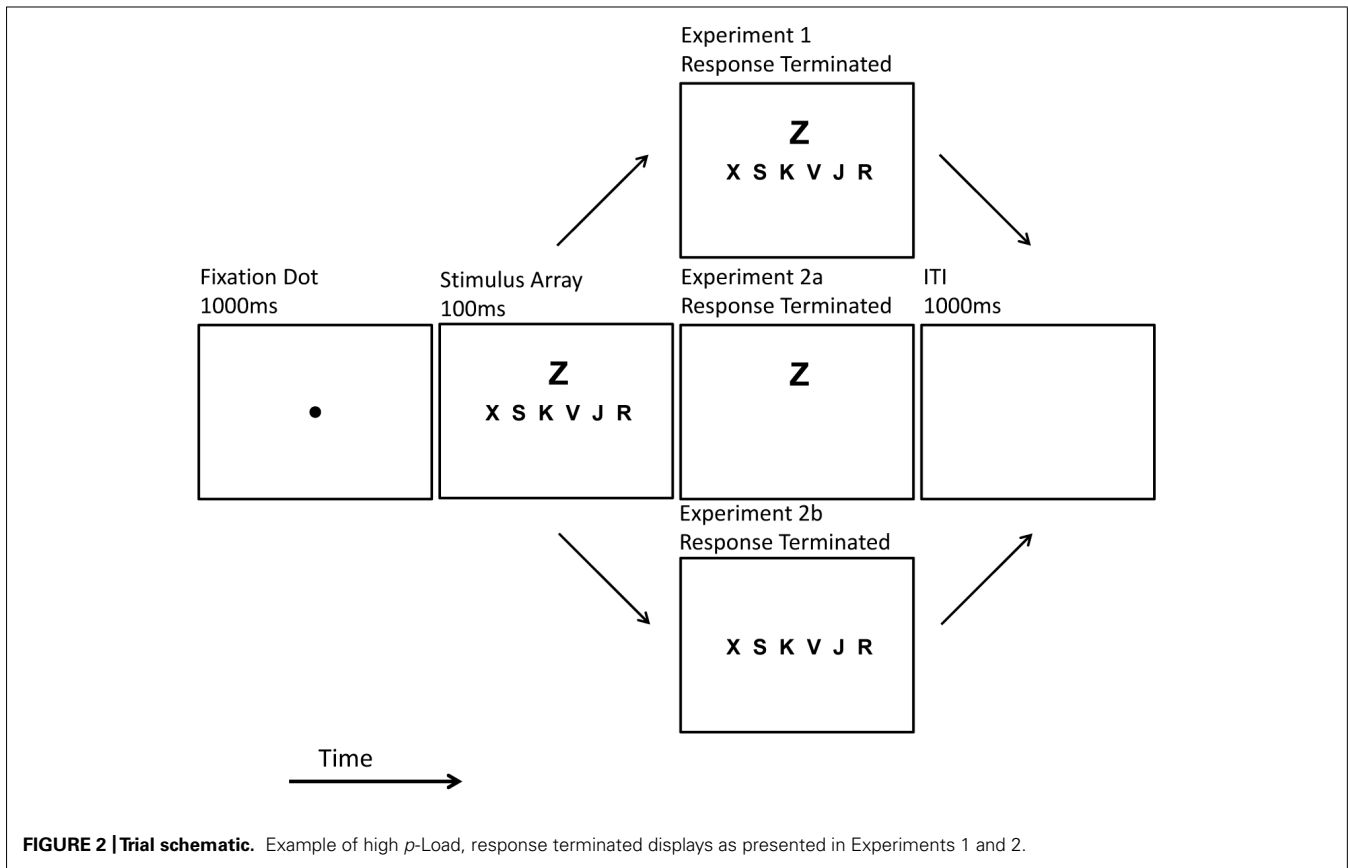 Experiment 1
Response Terminated
Z
X S K V J R
Fixation Dot
1000ms
Stimulus Array
100ms
Z
X S K V J R
Experiment 2a
Response Terminated
Z
ITI
1000ms
Experiment 2b
Response Terminated
X S K V J R
Time
FIGURE 2 | Trial schematic. Example of high p-Load, response terminated displays as presented in Experiments 1 and 2.